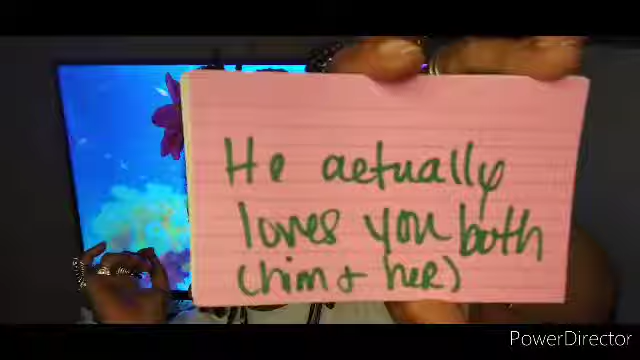 He actually
loves you both
(him + her)
PowerDirector